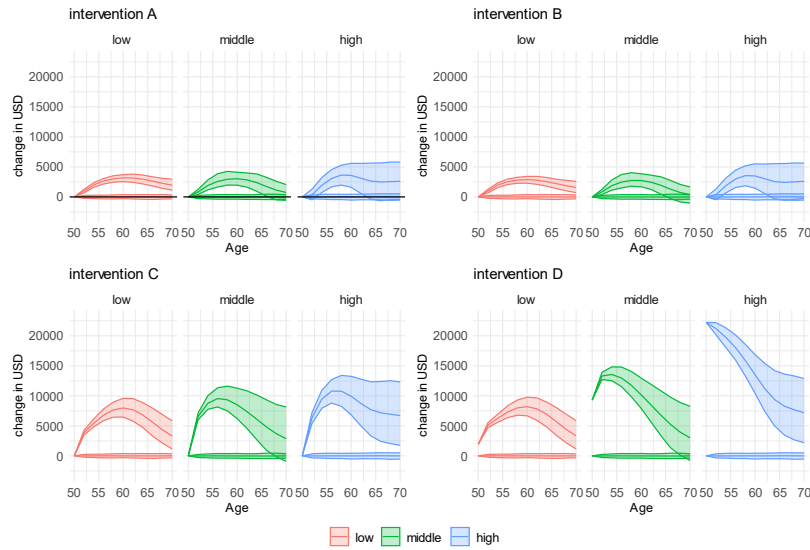 intervention A
low middle high
20000
15000
10000
5000
0
change in USD
50 55 60 65 70 50 55 60 65 70 50 55 60 65 70
Age
intervention B
low middle high
20000
15000
10000
5000
0
change in USD
50 55 60 65 70 50 55 60 65 70 50 55 60 65 70
Age
intervention C
low middle high
20000
15000
10000
5000
0
change in USD
50 55 60 65 70 50 55 60 65 70 50 55 60 65 70
Age
intervention D
low middle high
20000
15000
10000
5000
0
change in USD
50 55 60 65 70 50 55 60 65 70 50 55 60 65 70
Age
low middle high